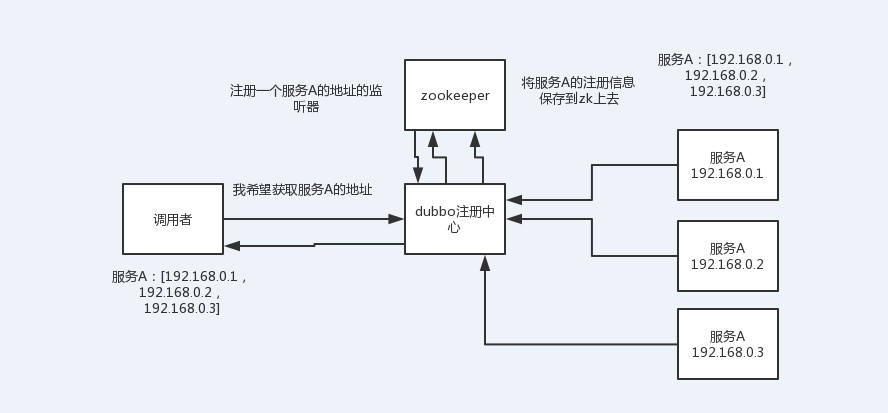 服务A：[192.168.0.1，
192.168.0.2，
192.168.0.3]
注册一个服务A的地址的监
听器
zookeeper
将服务A的注册信息
保存到zk上去
服务A
192.168.0.1
我希望获取服务A的地址
调用者
dubbo注册中
心
服务A
192.168.0.2
服务A：[192.168.0.1，
192.168.0.2，
192.168.0.3]
服务A
192.168.0.3